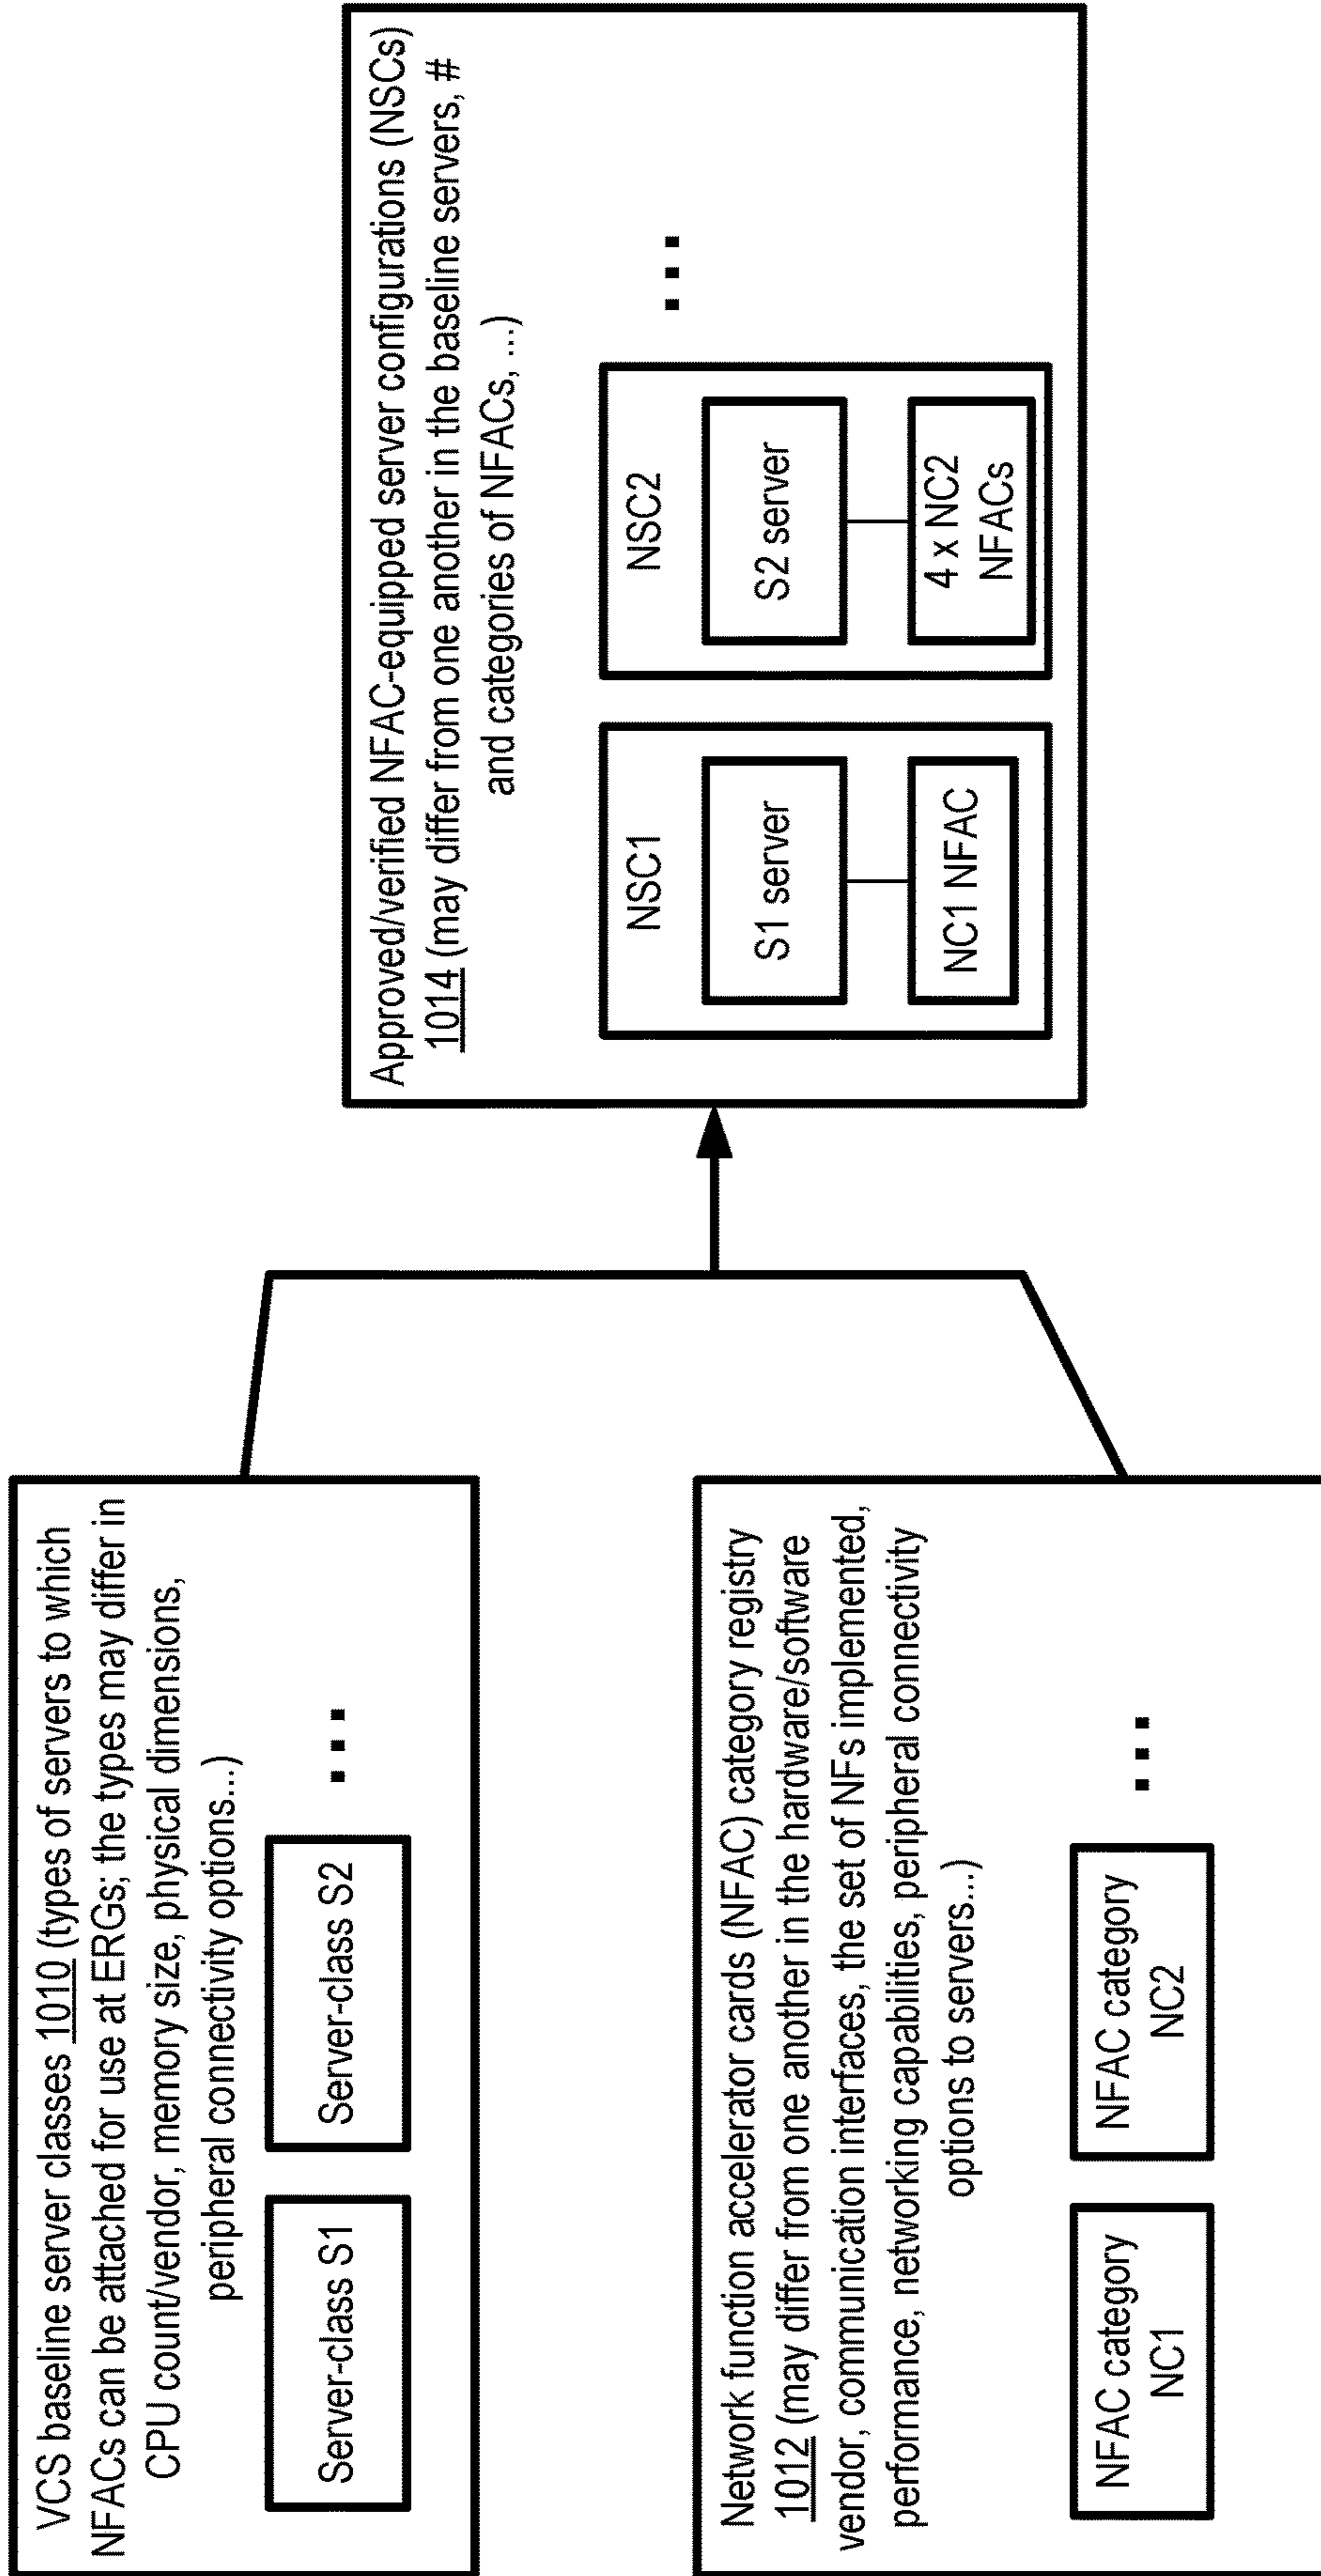 VCS baseline server classes 1010 (types of servers to which
NFACs can be attached for use at ERGs; the types may differ in
CPU count/vendor, memory size, physical dimensions,
peripheral connectivity options...)
Server-class S1
Server-class S2
...
Network function accelerator cards (NFAC) category registry
1012 (may differ from one another in the hardware/software
vendor, communication interfaces, the set of NFs implemented,
performance, networking capabilities, peripheral connectivity
options to servers...)
NFAC category
NC1
NFAC category
NC2
...
Approved/verified NFAC-equipped server configurations (NSCs)
1014 (may differ from one another in the baseline servers, #
and categories of NFACs, ...)
NSC1
S1 server
NC1 NFAC
NSC2
S2 server
4 x NC2
NFACs
...